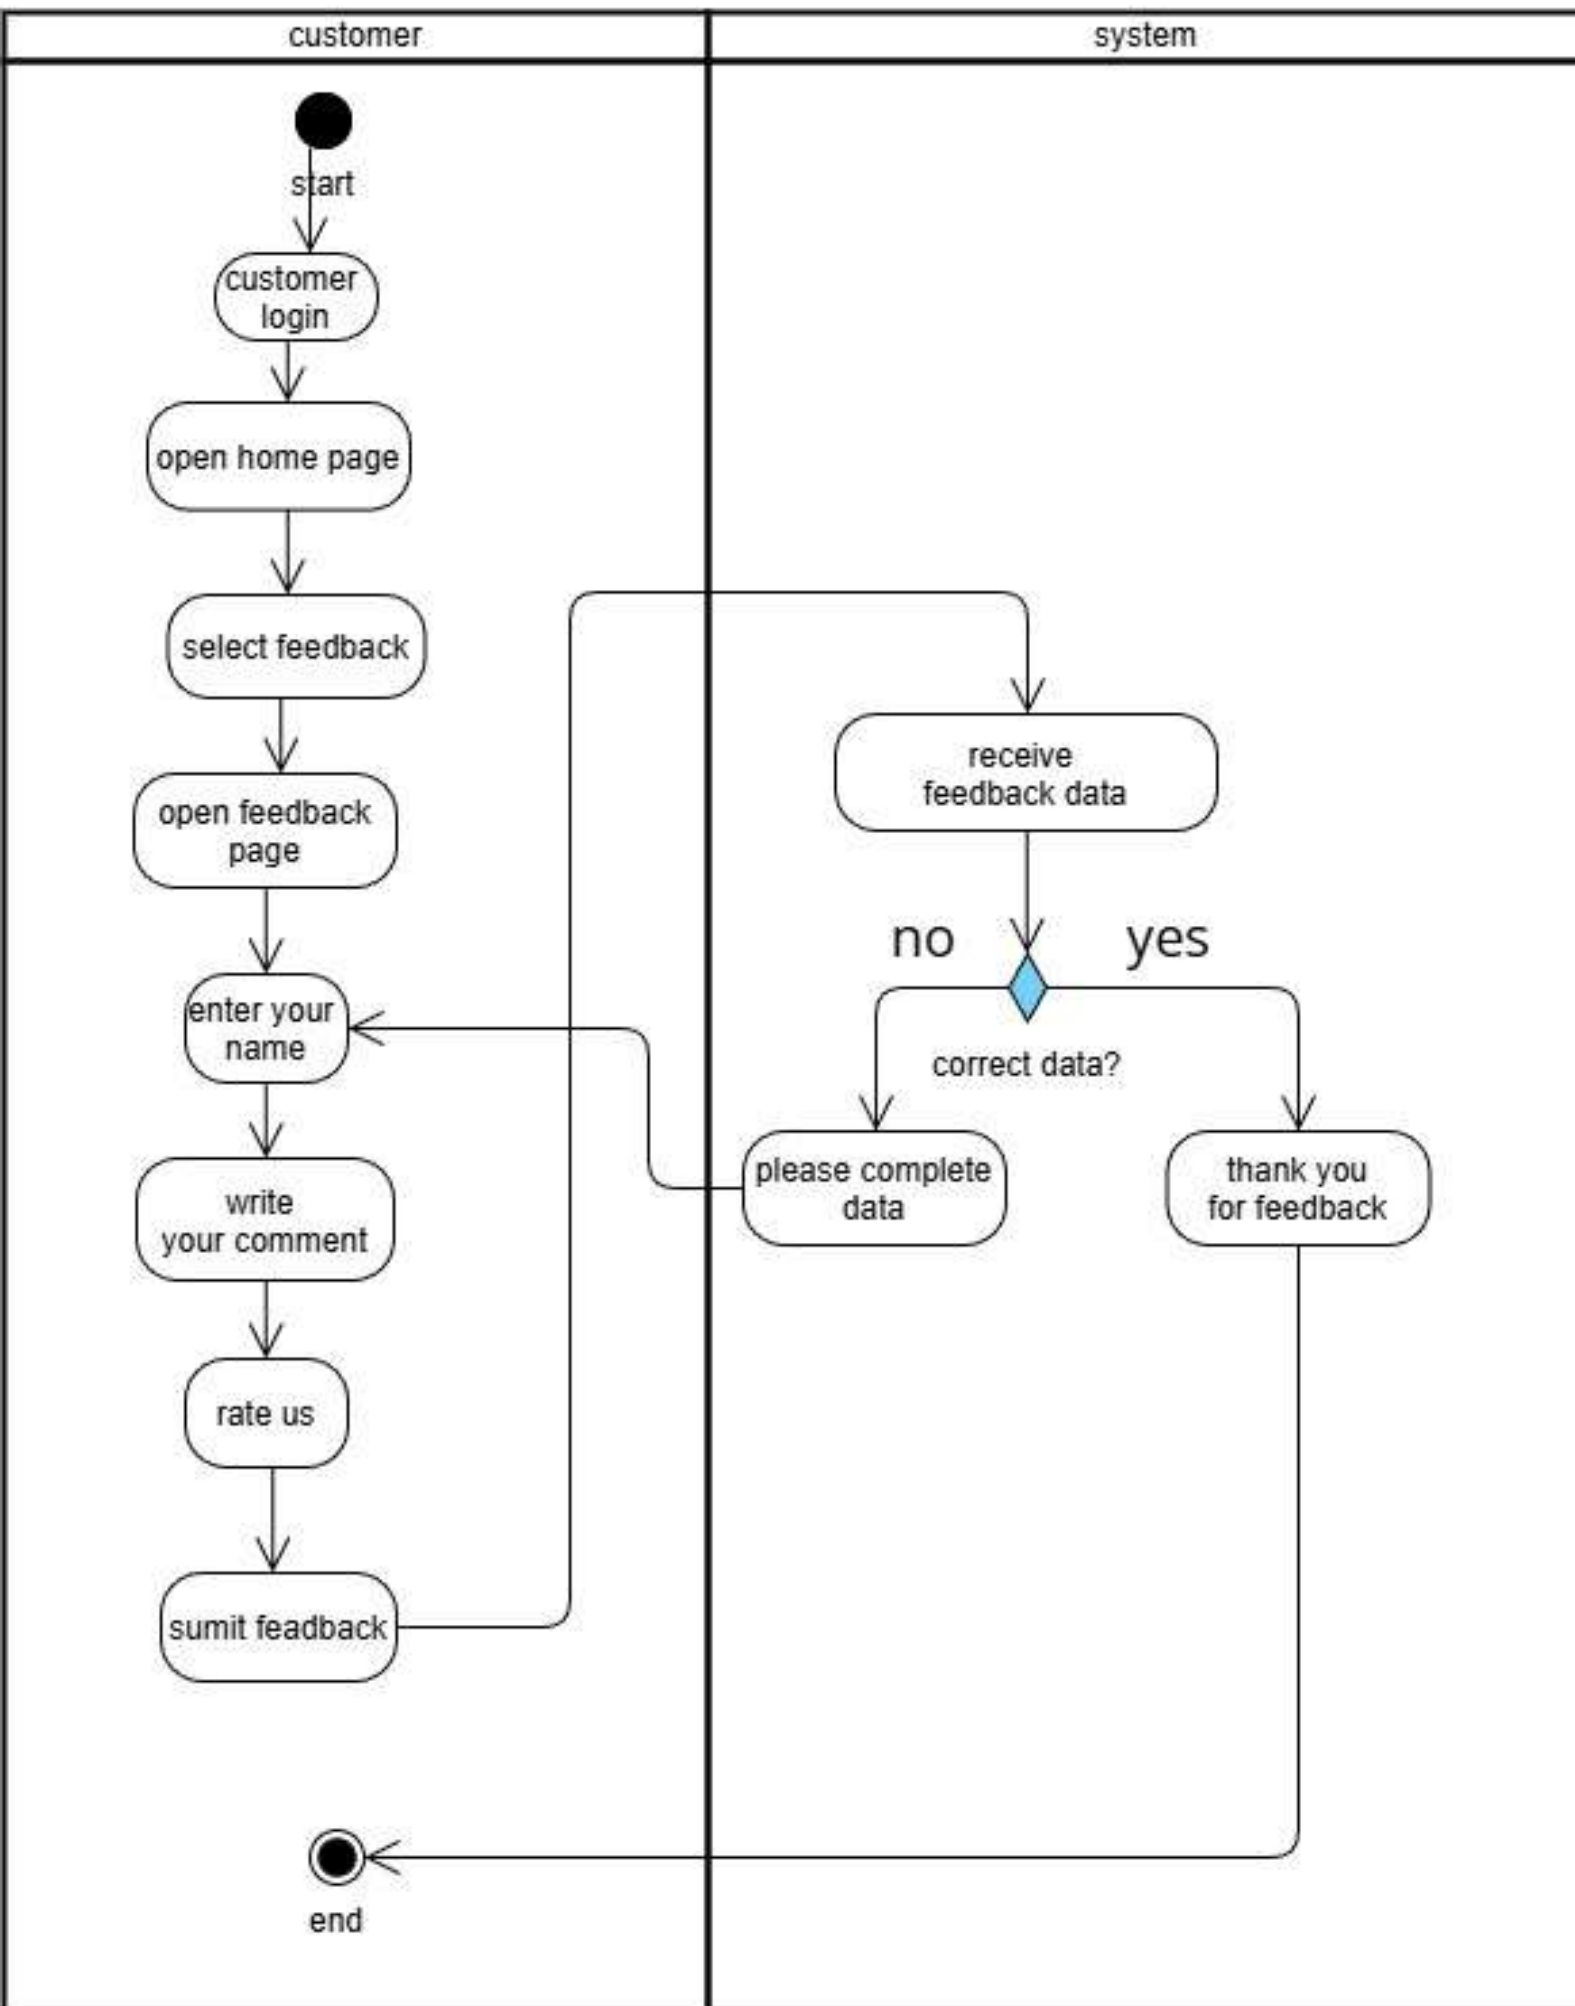 customer
system
start
customer
login
open home page
select feedback
open feedback
page
enter your
name
write
your comment
rate us
sumit feadback
receive
feedback data
no
yes
correct data?
please complete
data
thank you
for feedback
end